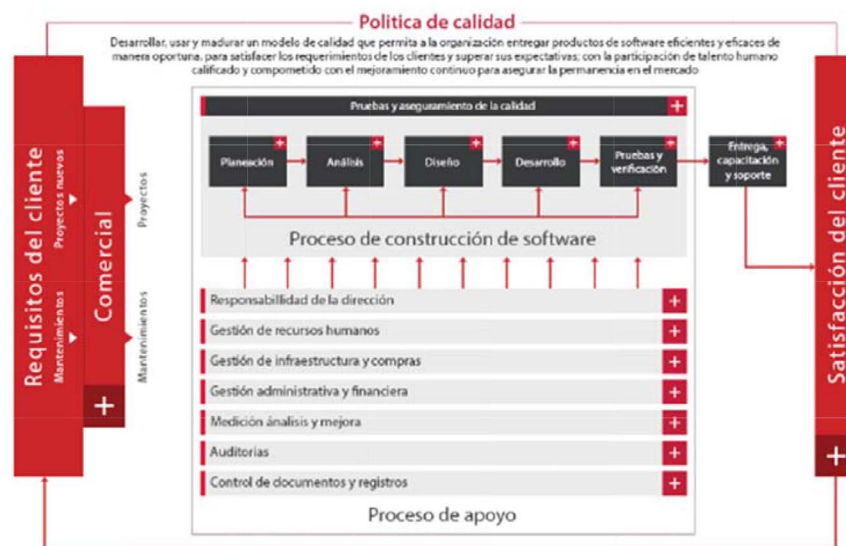 Politica de calidad
Desarrollar, usar y madurar un modelo de calidad que permita a la organización entregar productos de software eficientes y eficaces de
manera oportuna, para satisfacer los requerimientos de los clientes y superar sus expectativas; con la participación de talento humano
calificado y comprometido con el mejoramiento continuo para asegurar la permanencia en el mercado
Requisitos del cliente
Proyectos nuevos
Mantenimientos
Comercial
+
Proyectos
Mantenimientos
Pruebas y aseguramiento de la calidad
+
Planeación
+
Análisis
+
Diseño
+
Desarrollo
+
Pruebas y
verificación
+
Entrega,
capacitación
y soporte
+
Proceso de construcción de software
Responsabillidad de la dirección
+
Gestión de recursos humanos
+
Gestión de infraestructura y compras
+
Gestión administrativa y financiera
+
Medición ánalisis y mejora
+
Auditorias
+
Control de documentos y registros
+
Proceso de apoyo
Satisfacción del cliente
+